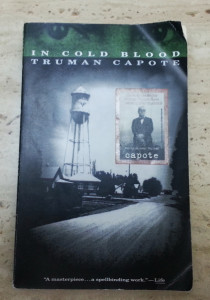 IN COLD BLOOD
TRUMAN CAPOTE
capote
"A masterpiece ... a spellbinding work."—Life